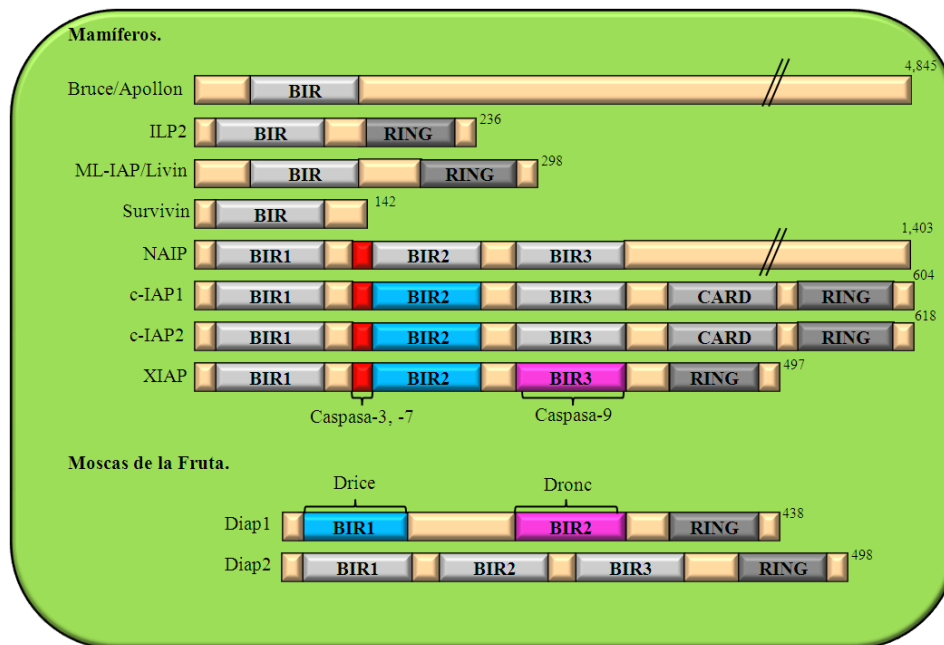 Mamíferos.
4,845
Bruce/Apollon BIR
236
ILP2 BIR RING
298
ML-IAP/Livin BIR RING
142
Survivin BIR
1,403
NAIP BIR1 BIR2 BIR3
604
c-IAP1 BIR1 BIR2 BIR3 CARD RING
618
c-IAP2 BIR1 BIR2 BIR3 CARD RING
497
XIAP BIR1 BIR2 BIR3 RING
Caspasa-3, -7 Caspasa-9
Moscas de la Fruta.
Drice Dronc
438
Diap1 BIR1 BIR2 RING
498
Diap2 BIR1 BIR2 BIR3 RING